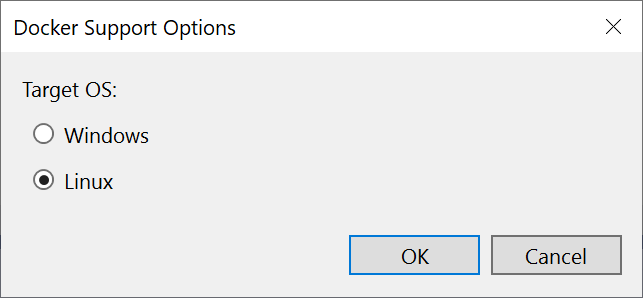 Docker Support Options
Target OS:
Windows
Linux
OK
Cancel